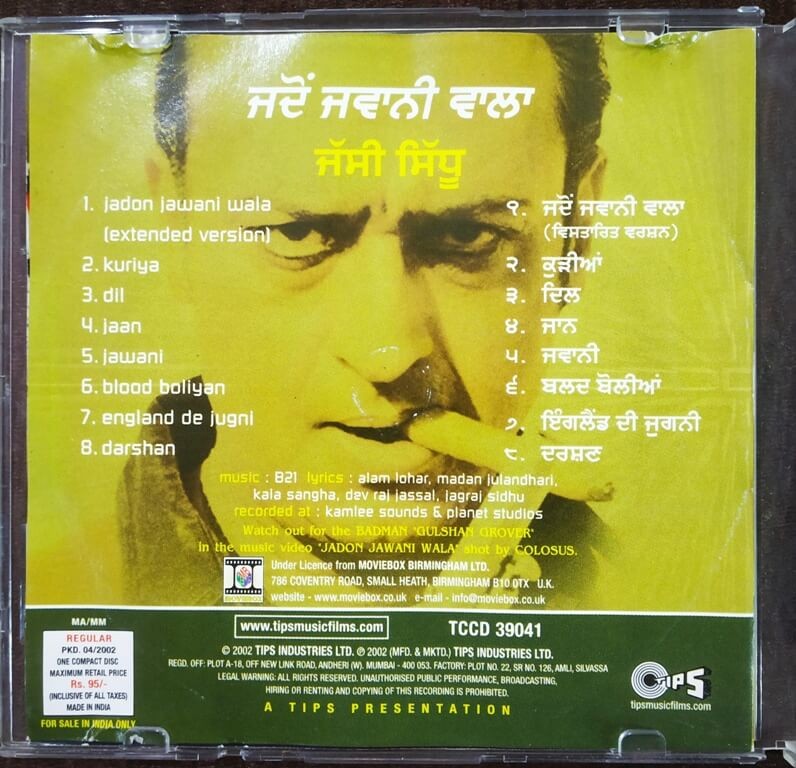 ਜਦੋਂ ਜਵਾਨੀ ਵਾਲਾ
ਜੱਸੀ ਸਿੱਧੂ
1. jadon jawani wala
(extended version)
2. kuriya
3. dil
4. jaan
5. jawani
6. blood boliyan
7. england de jugni
8. darshan
੧. ਜਦੋਂ ਜਵਾਨੀ ਵਾਲਾ
(ਵਿਸਤਾਰਿਤ ਵਰਸ਼ਨ)
੨. ਕੁੜੀਆਂ
੩. ਦਿਲ
੪. ਜਾਨ
੫. ਜਵਾਨੀ
੬. ਬਲਦ ਬੋਲੀਆਂ
੭. ਇੰਗਲੈਂਡ ਦੀ ਜੁਗਨੀ
੮. ਦਰਸ਼ਣ
music : B21 lyrics : alam lohar, madan julandhari,
kala sangha, dev raj jassal, jagraj sidhu
recorded at : kamlee sounds & planet studios
Watch out for the BADMAN 'GULSHAN GROVER'
in the music video 'JADON JAWANI WALA' shot by COLOSUS.
MOVIEBOX
Under Licence from MOVIEBOX BIRMINGHAM LTD.
786 COVENTRY ROAD, SMALL HEATH, BIRMINGHAM B10 0TX U.K.
website - www.moviebox.co.uk e-mail - info@moviebox.co.uk
MA/MM
REGULAR
PKD. 04/2002
ONE COMPACT DISC
MAXIMUM RETAIL PRICE
Rs. 95/-
(INCLUSIVE OF ALL TAXES)
MADE IN INDIA
FOR SALE IN INDIA ONLY
www.tipsmusicfilms.com
TCCD 39041
© 2002 TIPS INDUSTRIES LTD. ℗ 2002 (MFD. & MKTD.) TIPS INDUSTRIES LTD.
REGD. OFF: PLOT A-18, OFF NEW LINK ROAD, ANDHERI (W). MUMBAI - 400 053. FACTORY: PLOT NO. 22, SR NO. 126, AMLI, SILVASSA
LEGAL WARNING: ALL RIGHTS RESERVED. UNAUTHORISED PUBLIC PERFORMANCE, BROADCASTING,
HIRING OR RENTING AND COPYING OF THIS RECORDING IS PROHIBITED.
A TIPS PRESENTATION
TIPS
tipsmusicfilms.com